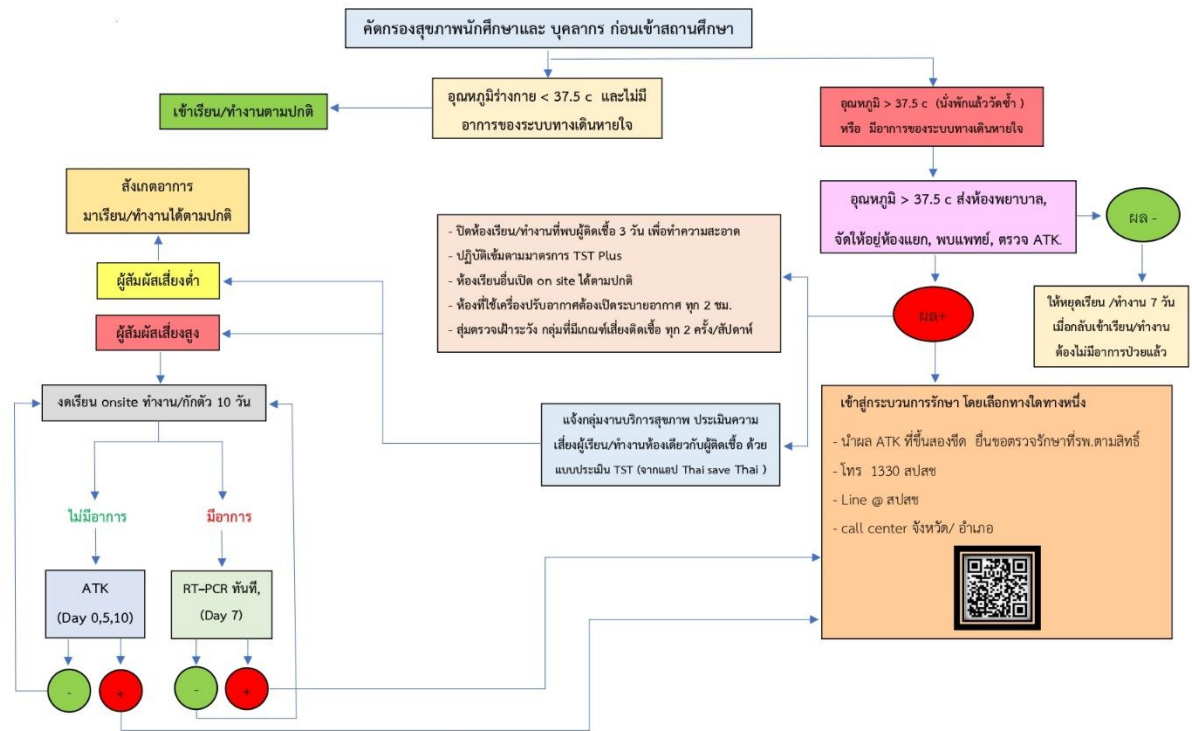 คัดกรองสุขภาพนักศึกษาและ บุคลากร ก่อนเข้าสถานศึกษา
อุณหภูมิร่างกาย < 37.5 c และไม่มี
อาการของระบบทางเดินหายใจ
เข้าเรียน/ทำงานตามปกติ
อุณหภูมิ > 37.5 c (นั่งพักแล้ววัดซ้ำ )
หรือ มีอาการของระบบทางเดินหายใจ
อุณหภูมิ > 37.5 c ส่งห้องพยาบาล,
จัดให้อยู่ห้องแยก, พบแพทย์, ตรวจ ATK.
ผล -
ให้หยุดเรียน /ทำงาน 7 วัน
เมื่อกลับเข้าเรียน/ทำงาน
ต้องไม่มีอาการป่วยแล้ว
ผล+
- ปิดห้องเรียน/ทำงานที่พบผู้ติดเชื้อ 3 วัน เพื่อทำความสะอาด
- ปฏิบัติเข้มตามมาตรการ TST Plus
- ห้องเรียนอื่นเปิด on site ได้ตามปกติ
- ห้องที่ใช้เครื่องปรับอากาศต้องเปิดระบายอากาศ ทุก 2 ชม.
- สุ่มตรวจเฝ้าระวัง กลุ่มที่มีเกณฑ์เสี่ยงติดเชื้อ ทุก 2 ครั้ง/สัปดาห์
แจ้งกลุ่มงานบริการสุขภาพ ประเมินความ
เสี่ยงผู้เรียน/ทำงานห้องเดียวกับผู้ติดเชื้อ ด้วย
แบบประเมิน TST (จากแอป Thai save Thai )
สังเกตอาการ
มาเรียน/ทำงานได้ตามปกติ
ผู้สัมผัสเสี่ยงต่ำ
ผู้สัมผัสเสี่ยงสูง
งดเรียน onsite ทำงาน/กักตัว 10 วัน
ไม่มีอาการ
มีอาการ
ATK
(Day 0,5,10)
RT-PCR ทันที,
(Day 7)
-
+
-
+
เข้าสู่กระบวนการรักษา โดยเลือกทางใดทางหนึ่ง
- นำผล ATK ที่ขึ้นสองขีด ยื่นขอตรวจรักษาที่รพ.ตามสิทธิ์
- โทร 1330 สปสช
- Line @ สปสช
- call center จังหวัด/ อำเภอ